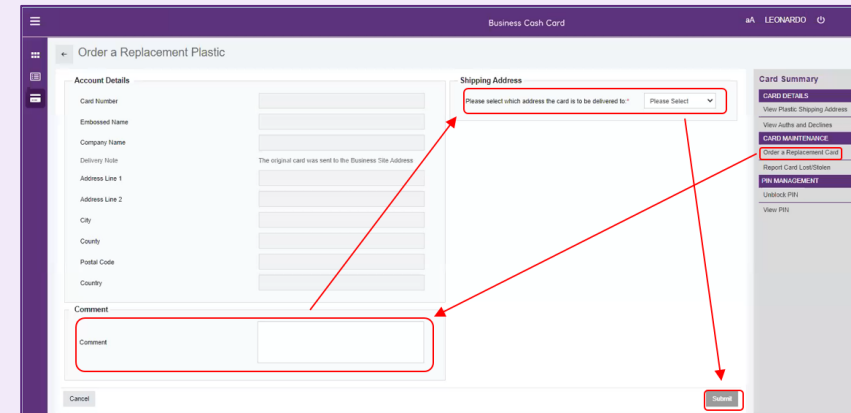 Business Cash Card
aA LEONARDO
Order a Replacement Plastic
Account Details
Card Number
Embossed Name
Company Name
Delivery Note The original card was sent to the Business Site Address
Address Line 1
Address Line 2
City
County
Postal Code
Country
Comment
Comment
Cancel
Shipping Address
Please select which address the card is to be delivered to:* Please Select
Submit
Card Summary
CARD DETAILS
View Plastic Shipping Address
View Auths and Declines
CARD MAINTENANCE
Order a Replacement Card
Report Card Lost/Stolen
PIN MANAGEMENT
Unblock PIN
View PIN